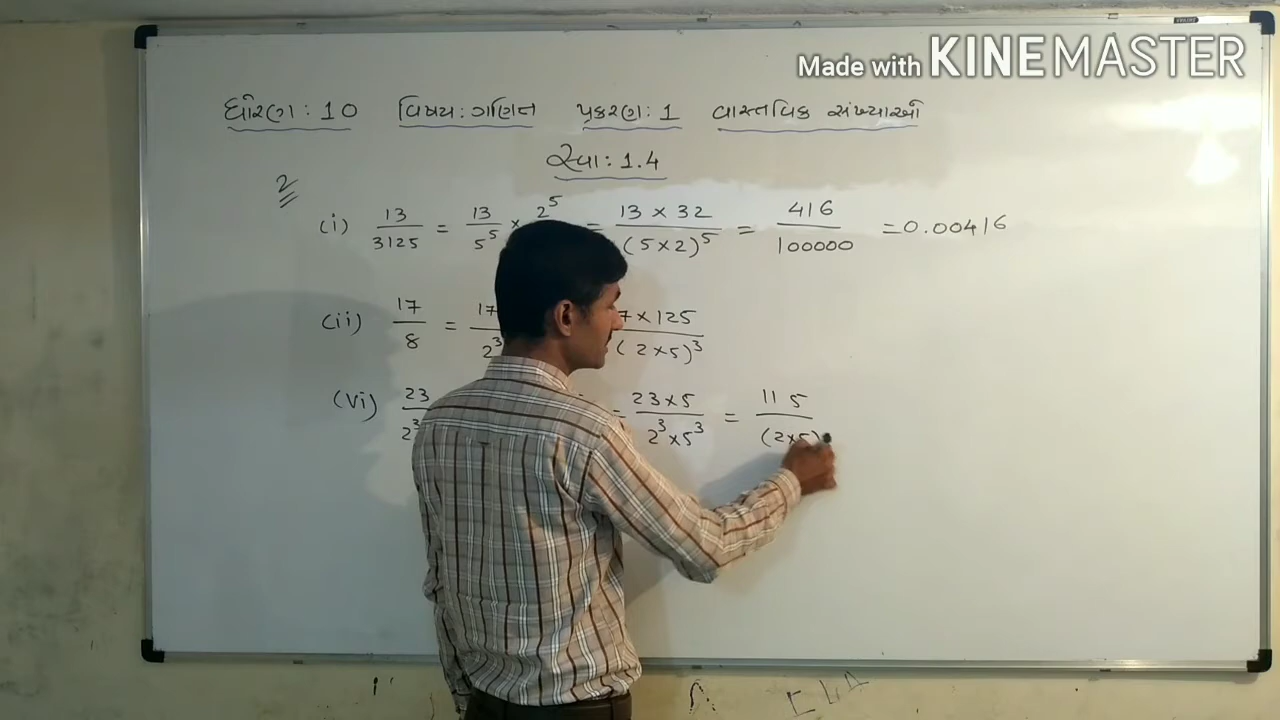 Made with KINEMASTER
ધોરણ : 10 વિષય : ગણિત પ્રકરણ : 1 વાસ્તવિક સંખ્યાઓ
સ્વા : 1.4
2
(i) 13/3125 = 13/5⁵ × 2⁵ = 13 × 32/(5×2)⁵ = 416/100000 = 0.00416
(ii) 17/8 = 17/2³ 7 × 125/(2×5)³
(Vi) 23/2³ = 23×5/2³×5³ = 115/(2×5)